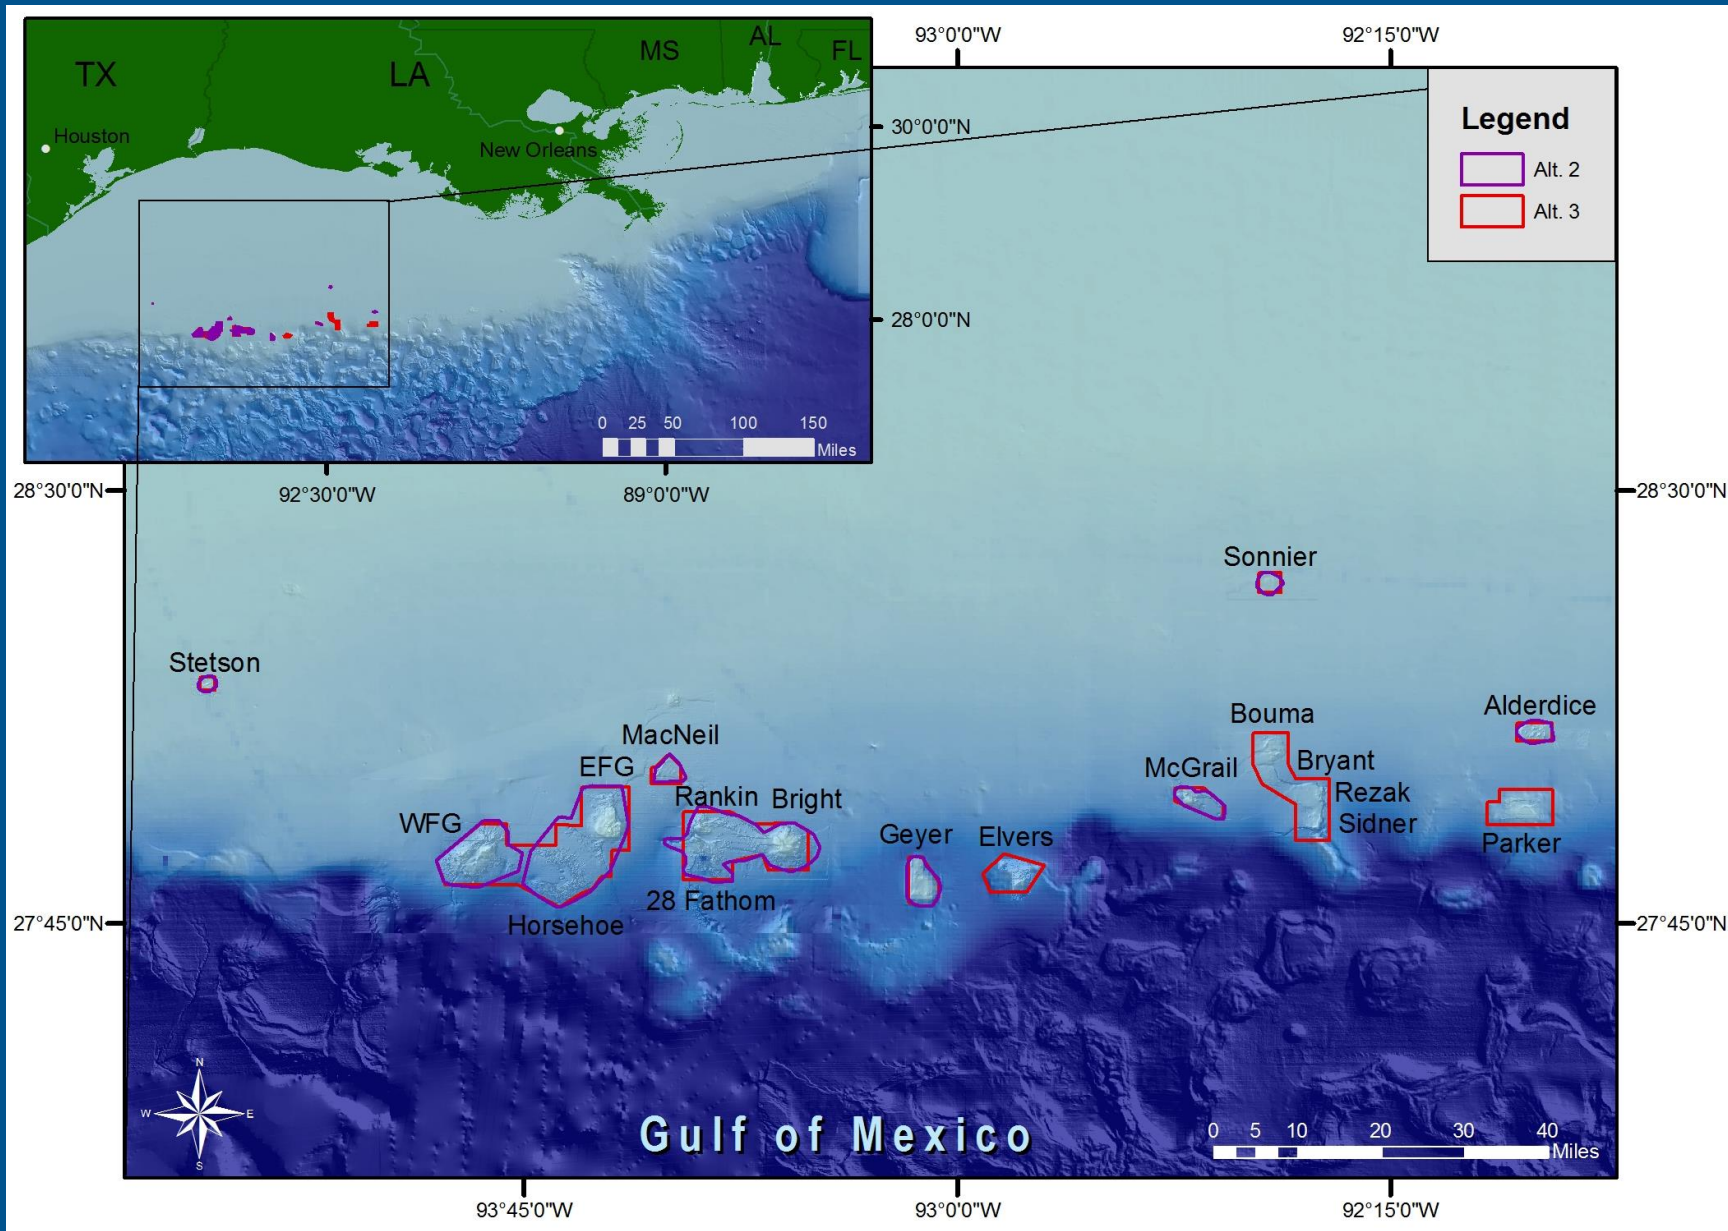 TX
LA
MS
AL
FL
Houston
New Orleans
0 25 50 100 150
Miles
92°30'0"W
89°0'0"W
30°0'0"N
28°0'0"N
93°0'0"W
92°15'0"W
Legend
Alt. 2
Alt. 3
28°30'0"N
28°30'0"N
Sonnier
Stetson
Alderdice
Bouma
MacNeil
Bryant
McGrail
EFG
Rezak
Rankin
Bright
Sidner
WFG
Geyer
Elvers
Parker
28 Fathom
Horsehoe
27°45'0"N
27°45'0"N
N
W
E
S
Gulf of Mexico
0 5 10 20 30 40
Miles
93°45'0"W
93°0'0"W
92°15'0"W